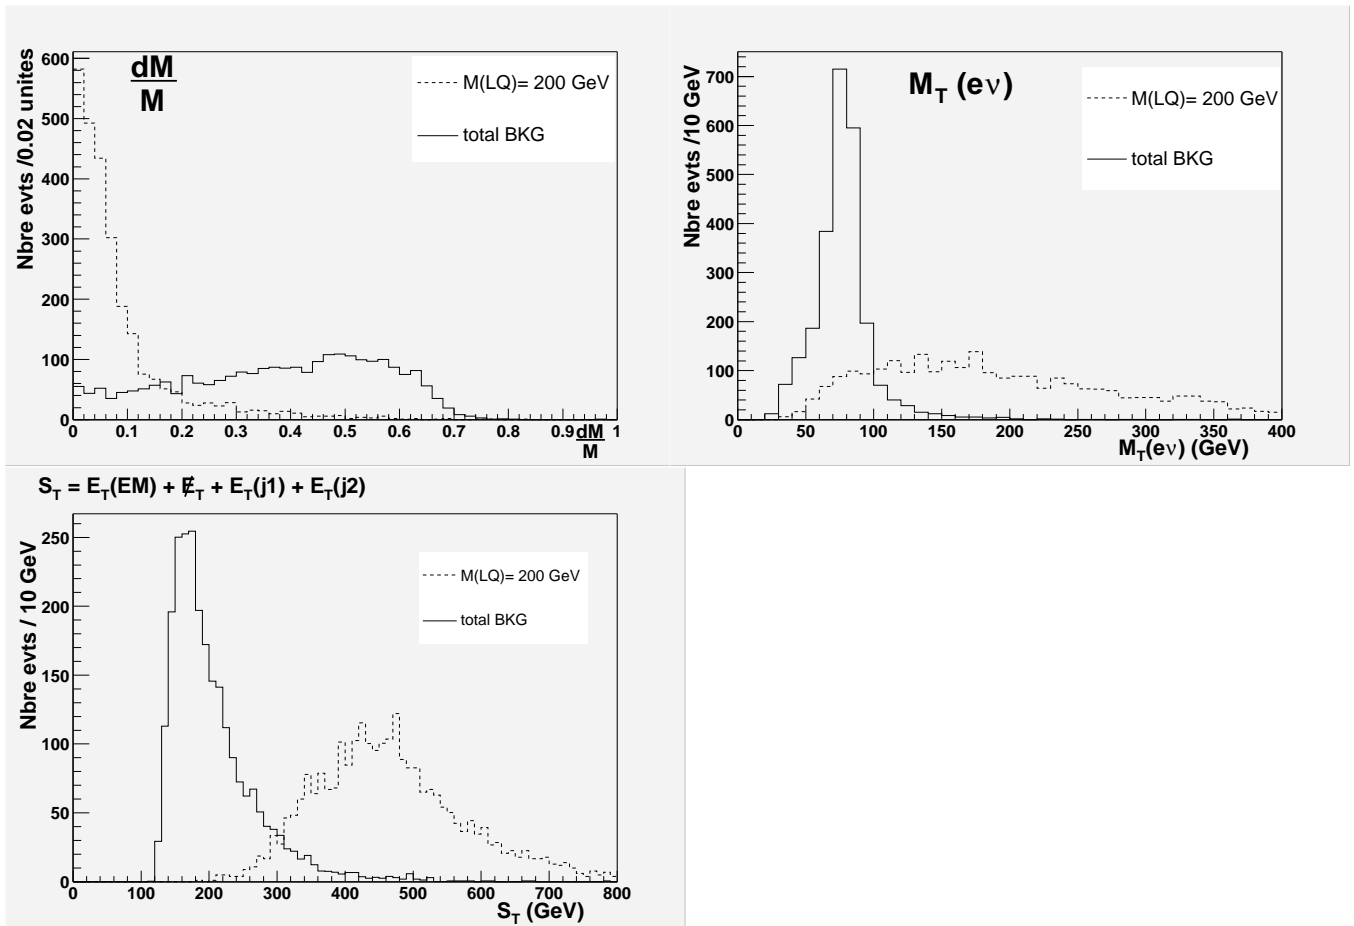 dM
M
Nbre evts /0.02 unites
M(LQ)= 200 GeV
total BKG
600
500
400
300
200
100
0
0 0.1 0.2 0.3 0.4 0.5 0.6 0.7 0.8 0.9 1
dM
M
M_T (eν)
Nbre evts /10 GeV
M(LQ)= 200 GeV
total BKG
700
600
500
400
300
200
100
0
0 50 100 150 200 250 300 350 400
M_T(eν) (GeV)
S_T = E_T(EM) + E̸_T + E_T(j1) + E_T(j2)
Nbre evts / 10 GeV
M(LQ)= 200 GeV
total BKG
250
200
150
100
50
0
0 100 200 300 400 500 600 700 800
S_T (GeV)